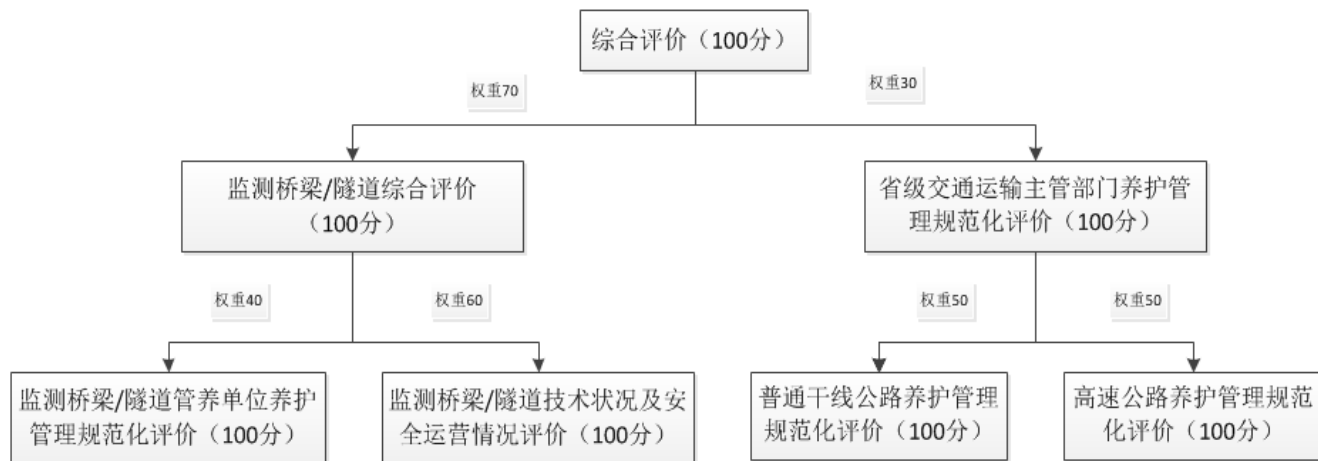 综合评价（100分）
权重70
权重30
监测桥梁/隧道综合评价
（100分）
省级交通运输主管部门养护管
理规范化评价（100分）
权重40
权重60
权重50
权重50
监测桥梁/隧道管养单位养护
管理规范化评价（100分）
监测桥梁/隧道技术状况及安
全运营情况评价（100分）
普通干线公路养护管理
规范化评价（100分）
高速公路养护管理规范
化评价（100分）